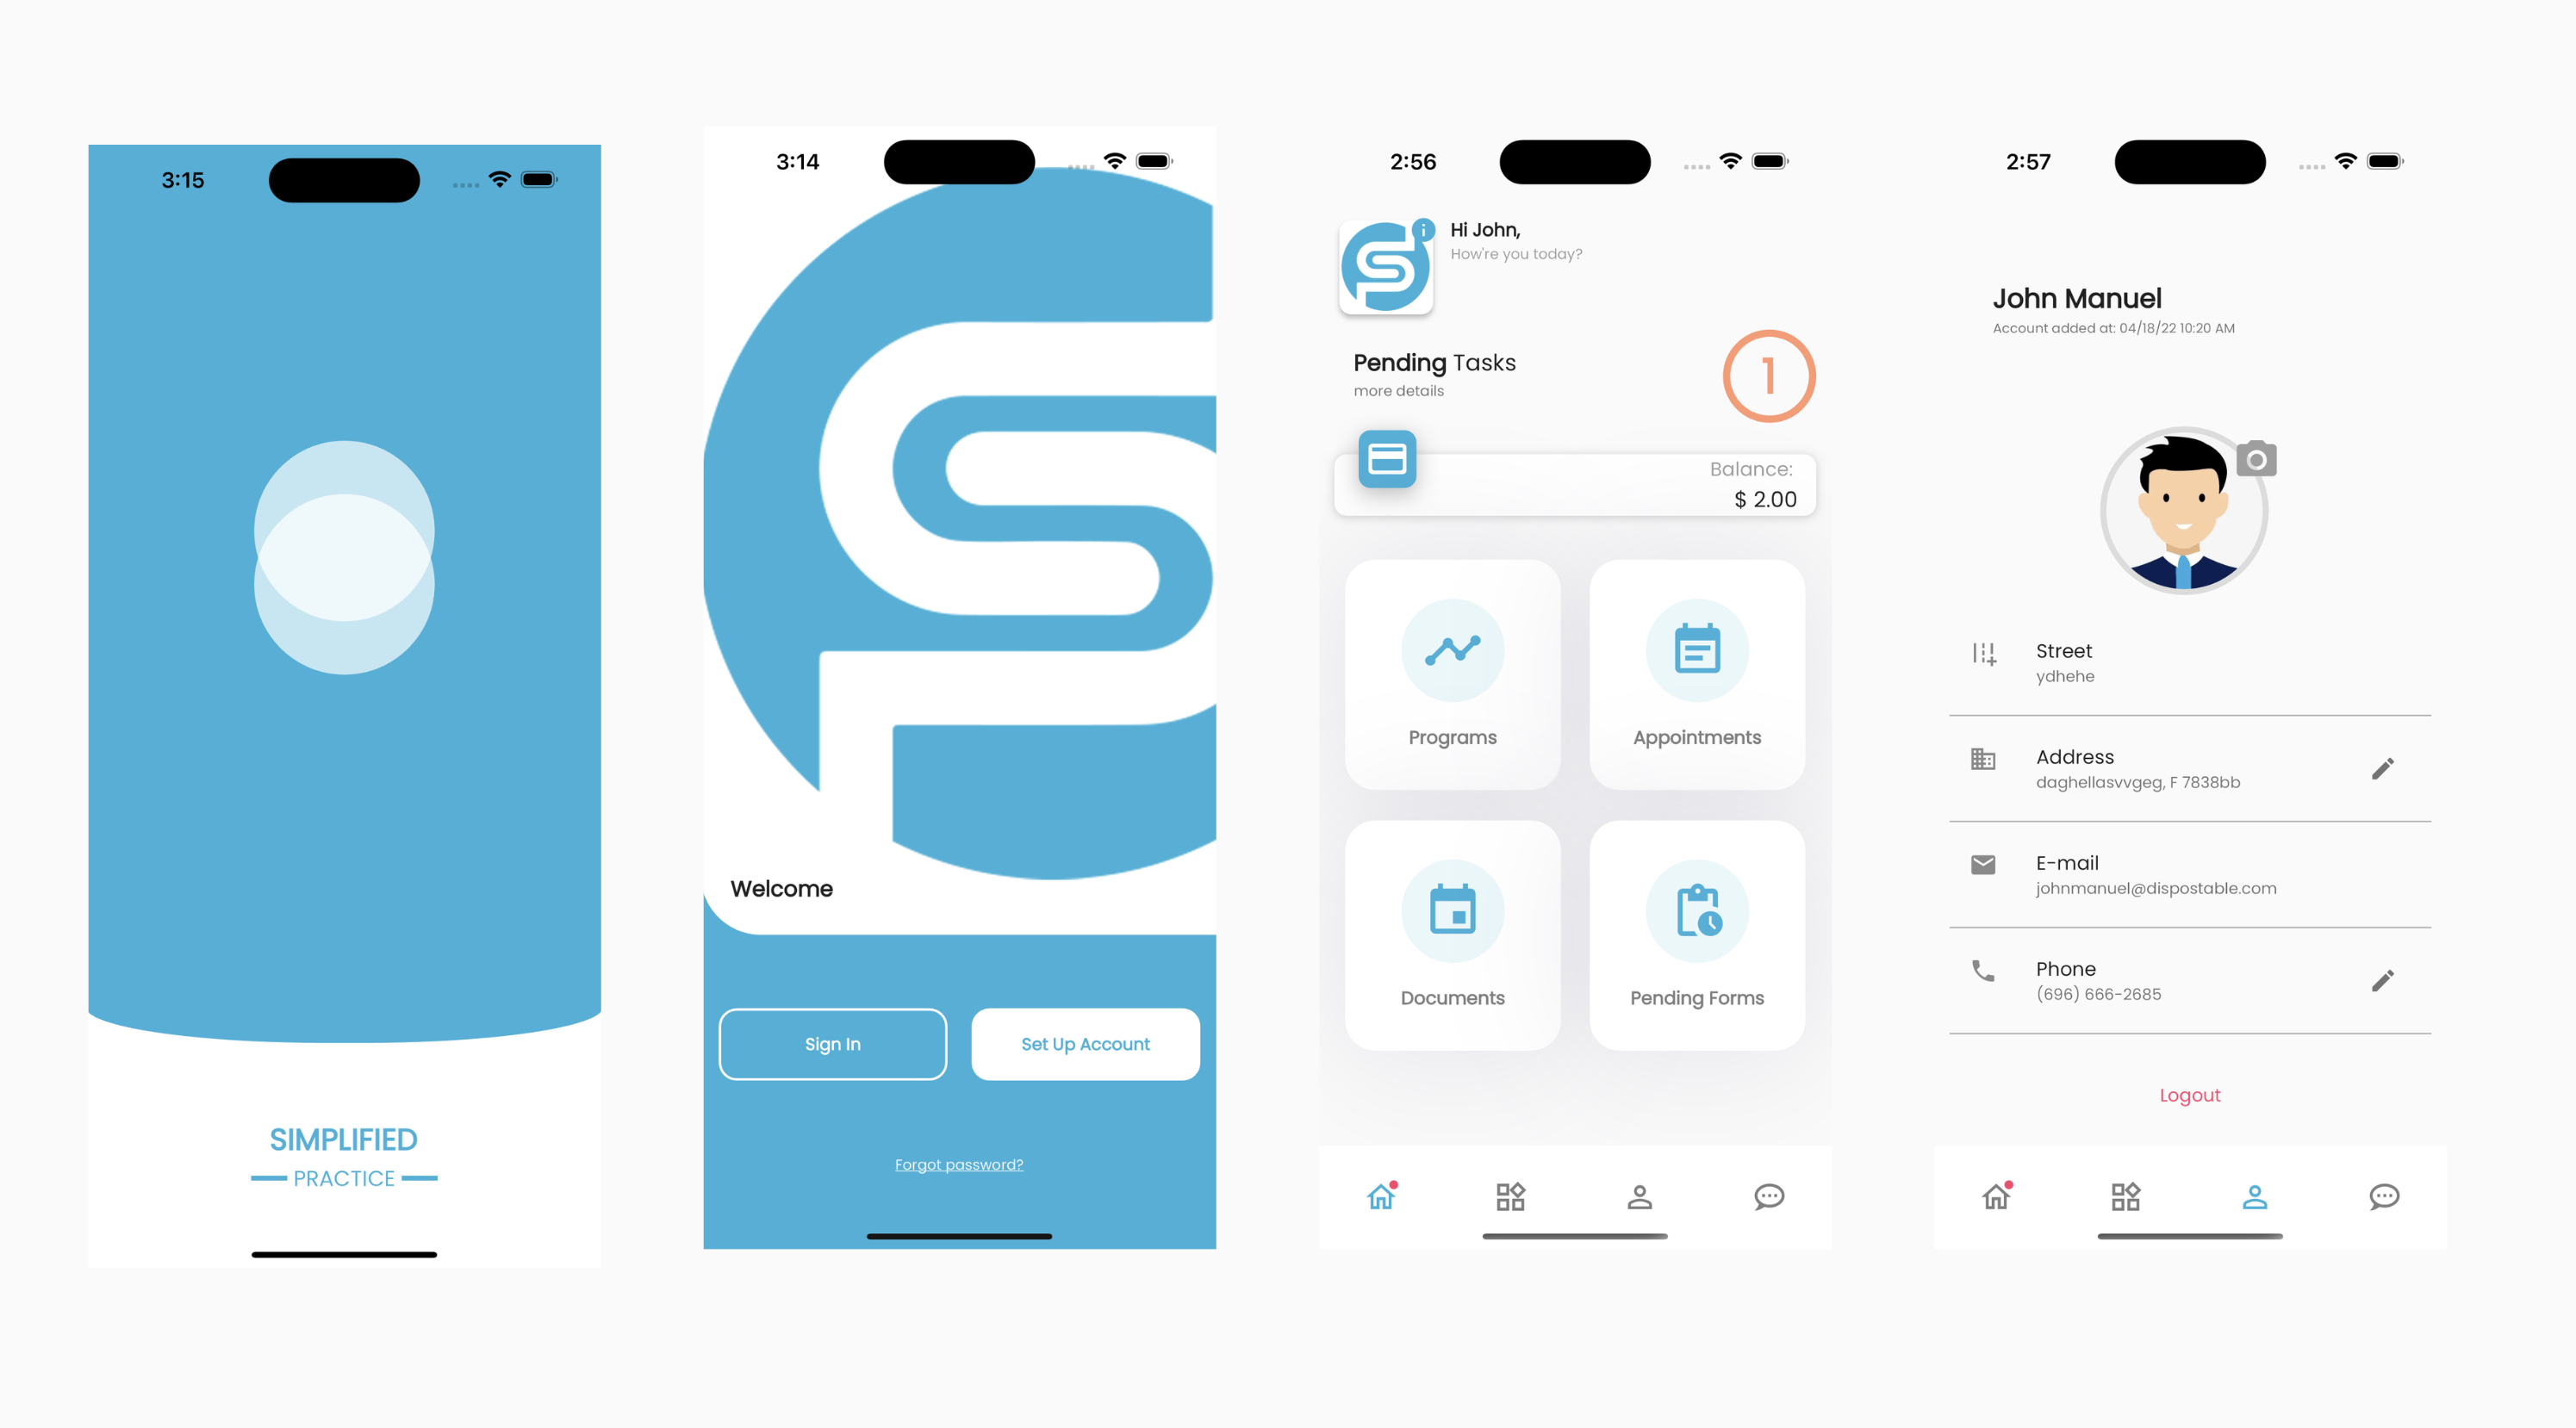 3:15
SIMPLIFIED
PRACTICE
3:14
Welcome
Sign In
Set Up Account
Forgot password?
2:56
Hi John,
How're you today?
Pending Tasks
more details
1
Balance:
$ 2.00
Programs
Appointments
Documents
Pending Forms
2:57
John Manuel
Account added at: 04/18/22 10:20 AM
Street
ydhehe
Address
daghellasvvgeg, F 7838bb
E-mail
johnmanuel@dispostable.com
Phone
(696) 666-2685
Logout